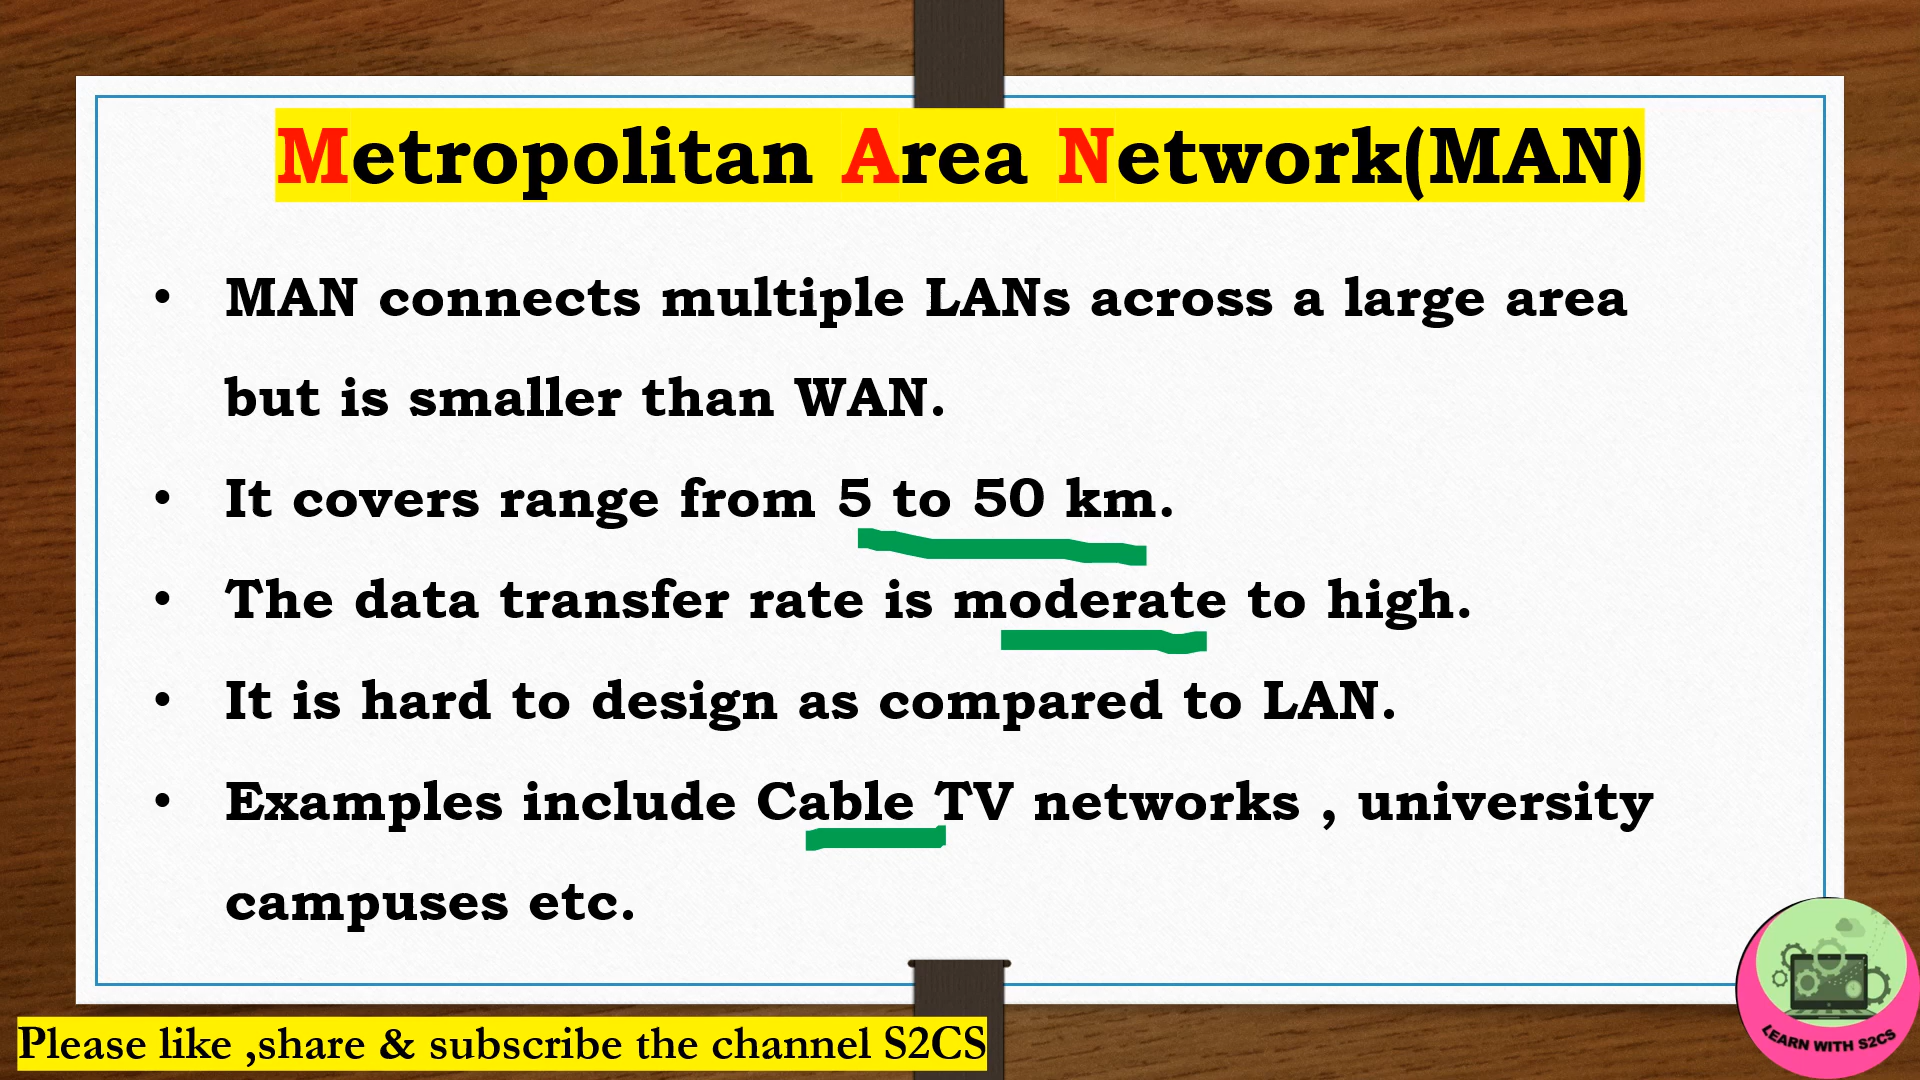 Metropolitan Area Network(MAN)
• MAN connects multiple LANs across a large area
but is smaller than WAN.
• It covers range from 5 to 50 km.
• The data transfer rate is moderate to high.
• It is hard to design as compared to LAN.
• Examples include Cable TV networks , university
campuses etc.
Please like ,share & subscribe the channel S2CS
LEARN WITH S2CS